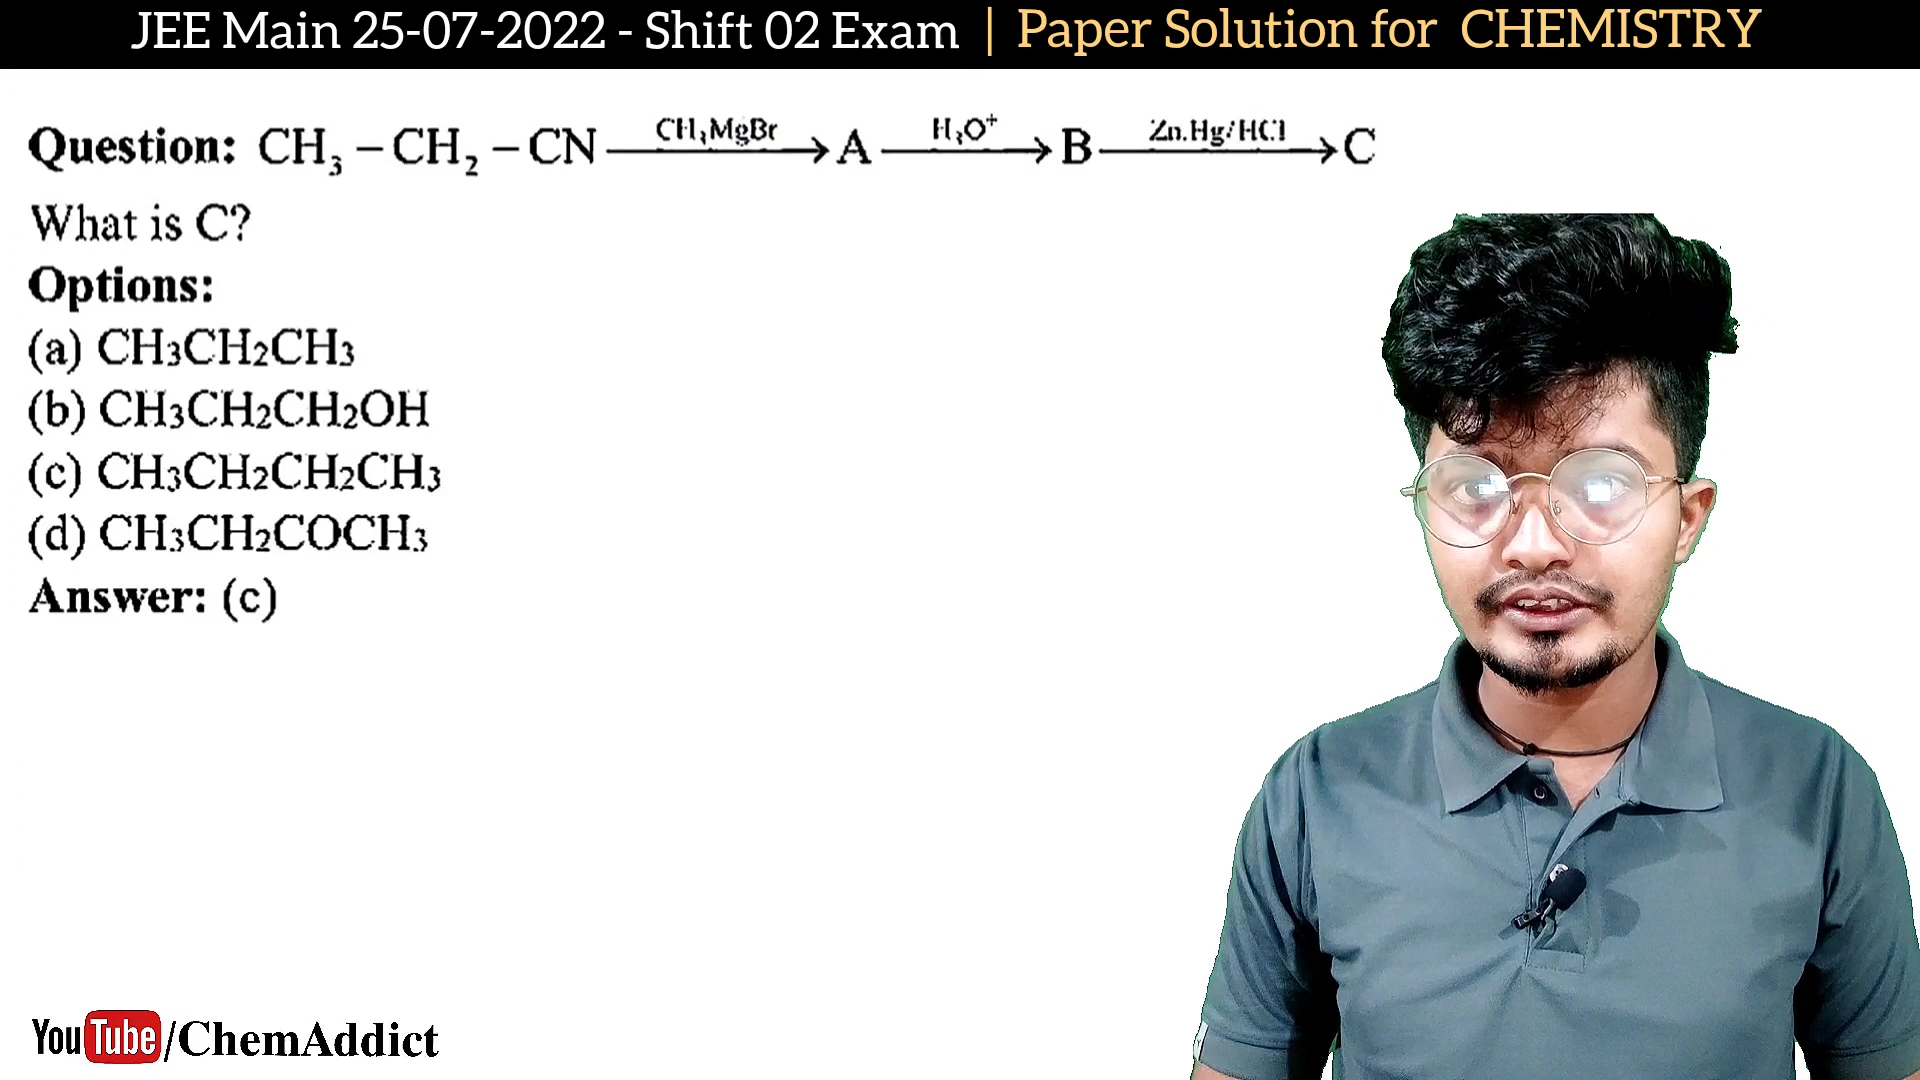 JEE Main 25-07-2022 - Shift 02 Exam | Paper Solution for CHEMISTRY
Question: CH₃ – CH₂ – CN —CH₃MgBr→ A —H₃O⁺→ B —Zn.Hg/HCl→ C
What is C?
Options:
(a) CH3CH2CH3
(b) CH3CH2CH2OH
(c) CH3CH2CH2CH3
(d) CH3CH2COCH3
Answer: (c)
YouTube/ChemAddict